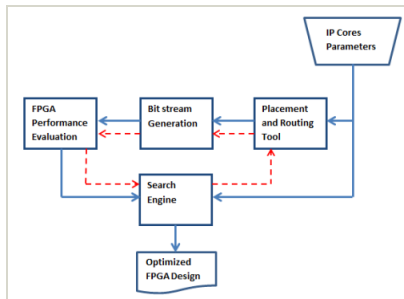 IP Cores
Parameters
FPGA
Performance
Evaluation
Bit stream
Generation
Placement
and Routing
Tool
Search
Engine
Optimized
FPGA Design